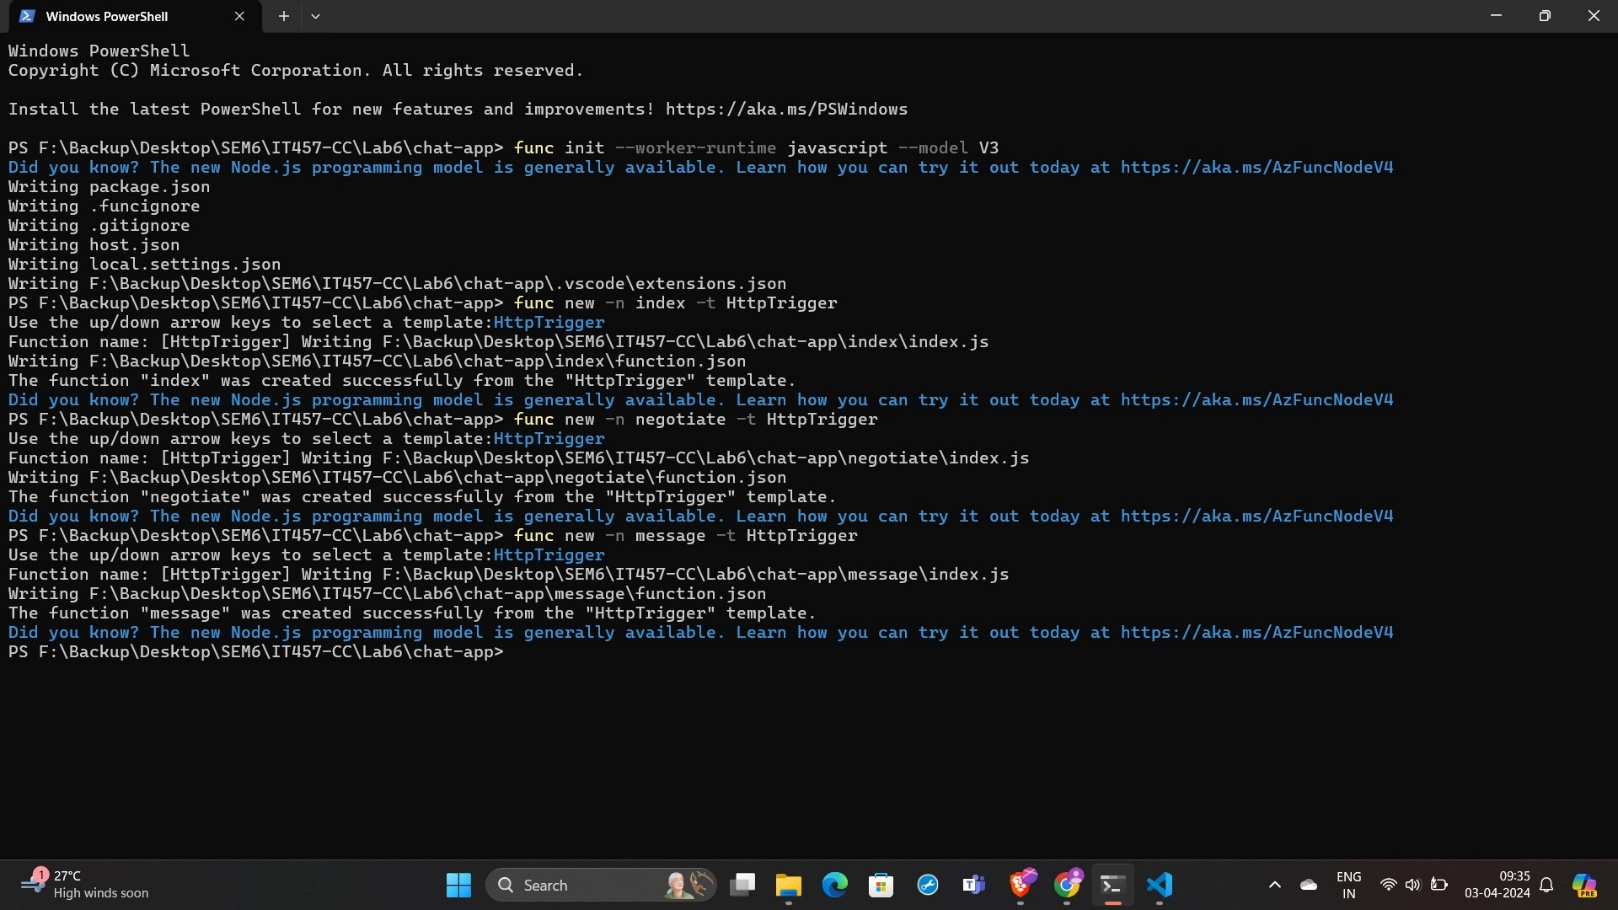 Windows PowerShell
Windows PowerShell
Copyright (C) Microsoft Corporation. All rights reserved.
Install the latest PowerShell for new features and improvements! https://aka.ms/PSWindows
PS F:\Backup\Desktop\SEM6\IT457-CC\Lab6\chat-app> func init --worker-runtime javascript --model V3
Did you know? The new Node.js programming model is generally available. Learn how you can try it out today at https://aka.ms/AzFuncNodeV4
Writing package.json
Writing .funcignore
Writing .gitignore
Writing host.json
Writing local.settings.json
Writing F:\Backup\Desktop\SEM6\IT457-CC\Lab6\chat-app\.vscode\extensions.json
PS F:\Backup\Desktop\SEM6\IT457-CC\Lab6\chat-app> func new -n index -t HttpTrigger
Use the up/down arrow keys to select a template:HttpTrigger
Function name: [HttpTrigger] Writing F:\Backup\Desktop\SEM6\IT457-CC\Lab6\chat-app\index\index.js
Writing F:\Backup\Desktop\SEM6\IT457-CC\Lab6\chat-app\index\function.json
The function "index" was created successfully from the "HttpTrigger" template.
Did you know? The new Node.js programming model is generally available. Learn how you can try it out today at https://aka.ms/AzFuncNodeV4
PS F:\Backup\Desktop\SEM6\IT457-CC\Lab6\chat-app> func new -n negotiate -t HttpTrigger
Use the up/down arrow keys to select a template:HttpTrigger
Function name: [HttpTrigger] Writing F:\Backup\Desktop\SEM6\IT457-CC\Lab6\chat-app\negotiate\index.js
Writing F:\Backup\Desktop\SEM6\IT457-CC\Lab6\chat-app\negotiate\function.json
The function "negotiate" was created successfully from the "HttpTrigger" template.
Did you know? The new Node.js programming model is generally available. Learn how you can try it out today at https://aka.ms/AzFuncNodeV4
PS F:\Backup\Desktop\SEM6\IT457-CC\Lab6\chat-app> func new -n message -t HttpTrigger
Use the up/down arrow keys to select a template:HttpTrigger
Function name: [HttpTrigger] Writing F:\Backup\Desktop\SEM6\IT457-CC\Lab6\chat-app\message\index.js
Writing F:\Backup\Desktop\SEM6\IT457-CC\Lab6\chat-app\message\function.json
The function "message" was created successfully from the "HttpTrigger" template.
Did you know? The new Node.js programming model is generally available. Learn how you can try it out today at https://aka.ms/AzFuncNodeV4
PS F:\Backup\Desktop\SEM6\IT457-CC\Lab6\chat-app>
1
27°C
High winds soon
Search
ENG
IN
09:35
03-04-2024
PRE